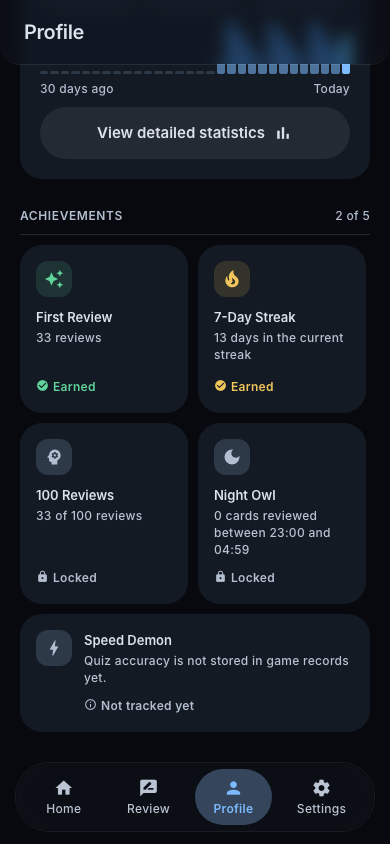 Profile
30 days ago
Today
View detailed statistics
ACHIEVEMENTS
2 of 5
First Review
33 reviews
Earned
7-Day Streak
13 days in the current
streak
Earned
100 Reviews
33 of 100 reviews
Locked
Night Owl
0 cards reviewed
between 23:00 and
04:59
Locked
Speed Demon
Quiz accuracy is not stored in game records
yet.
Not tracked yet
Home
Review
Profile
Settings